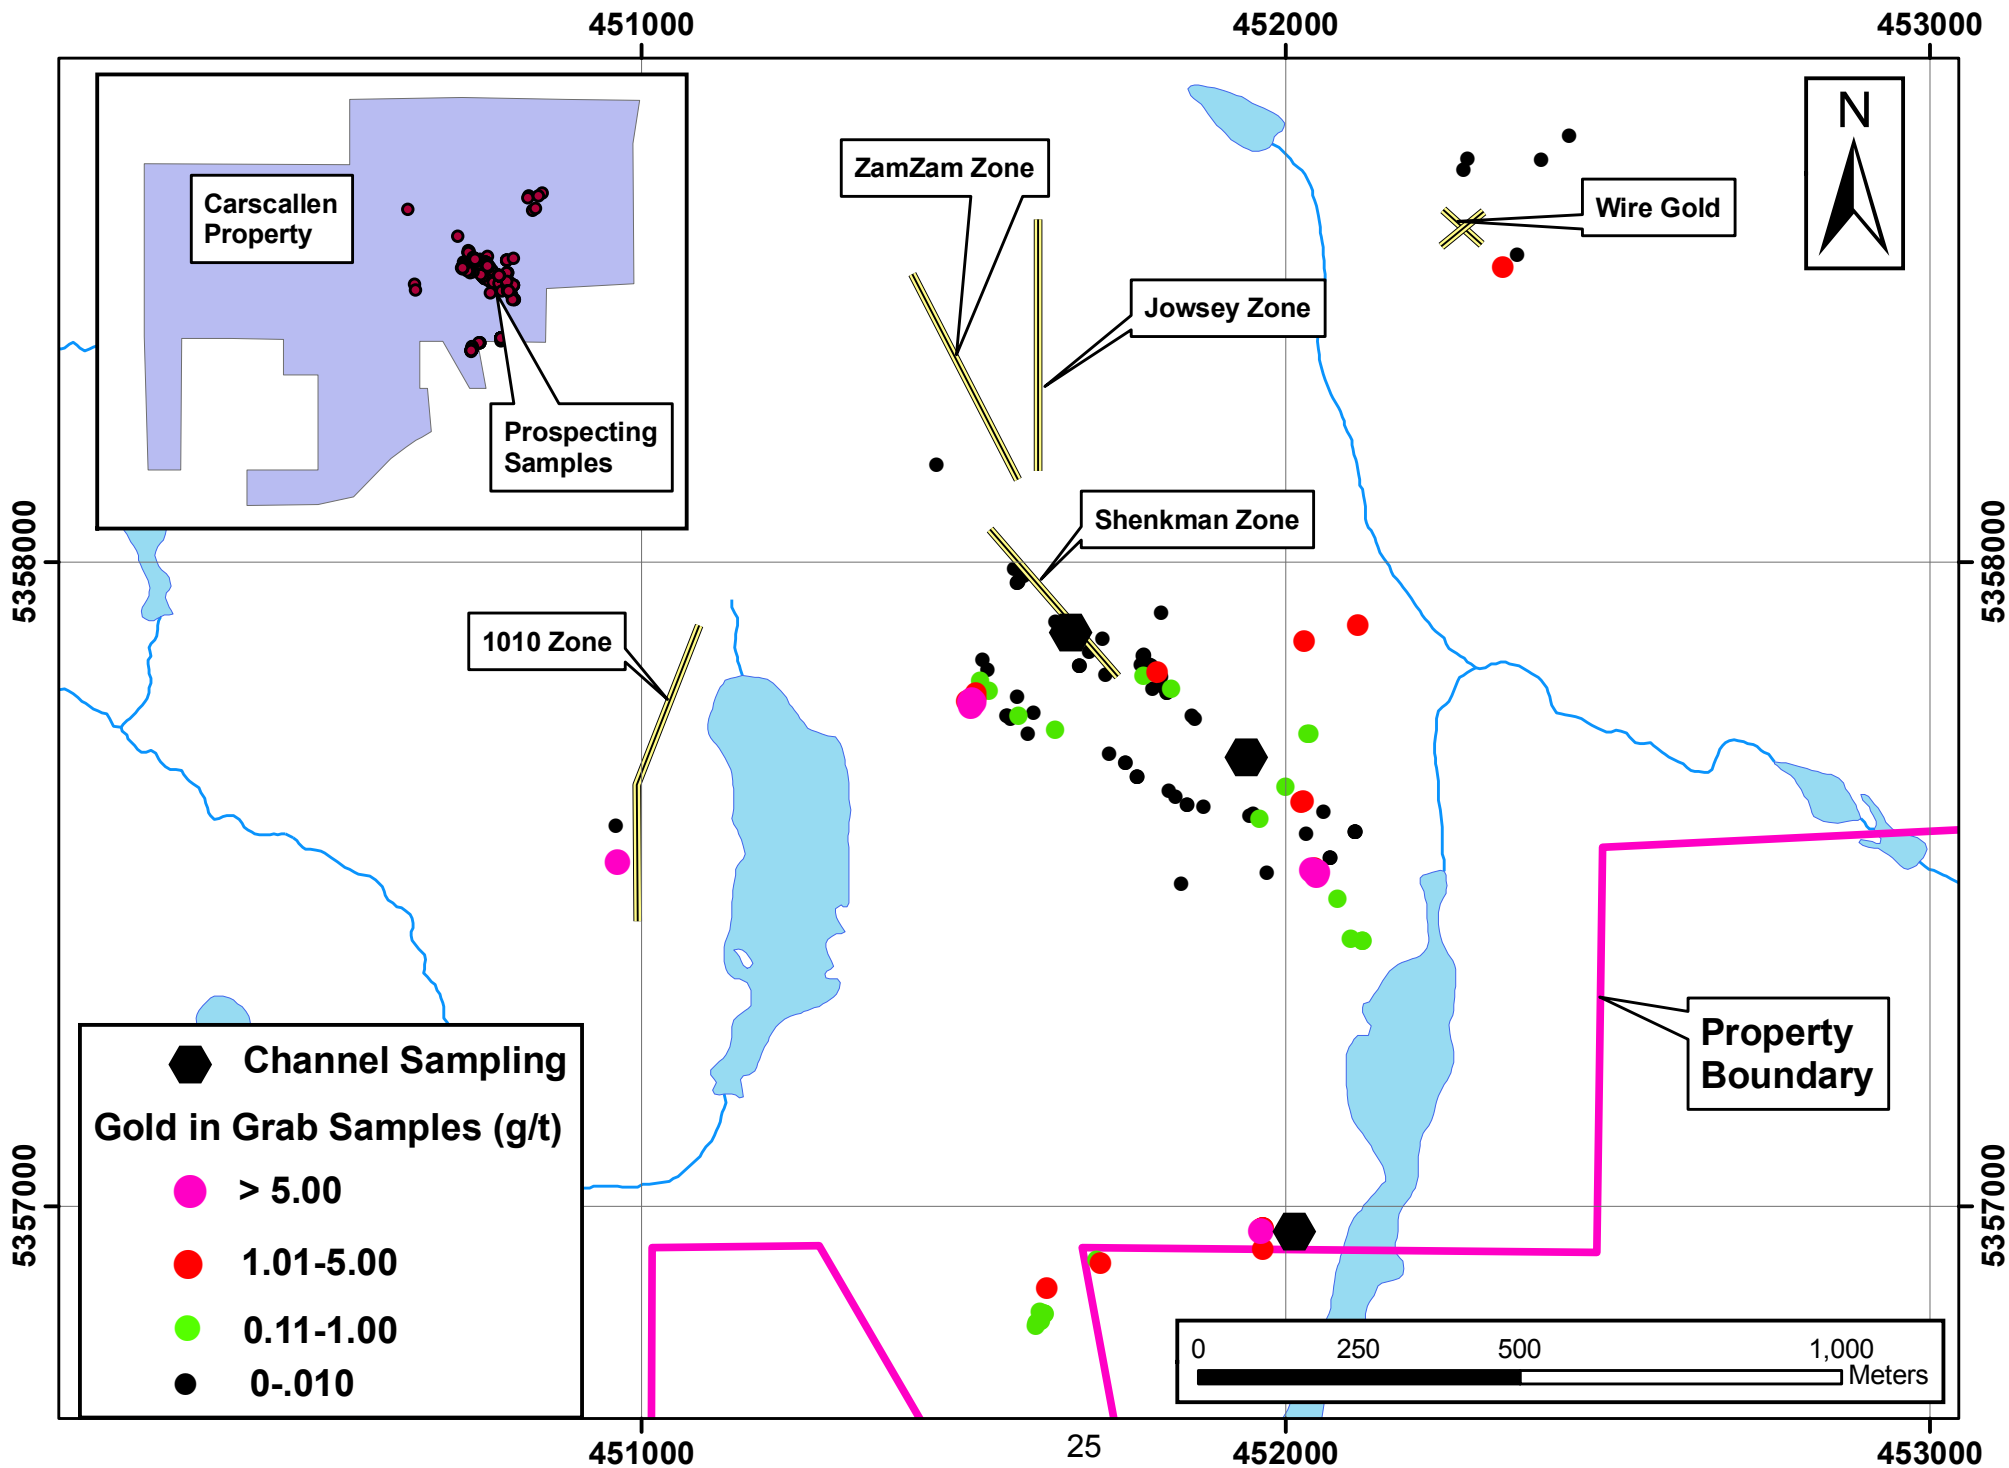 451000
452000
453000
Carscallen
Property
Prospecting
Samples
ZamZam Zone
Jowsey Zone
Wire Gold
N
Shenkman Zone
1010 Zone
5358000
5358000
Property
Boundary
Channel Sampling
Gold in Grab Samples (g/t)
> 5.00
1.01-5.00
0.11-1.00
0-.010
5357000
5357000
0 250 500 1,000
Meters
451000
25
452000
453000